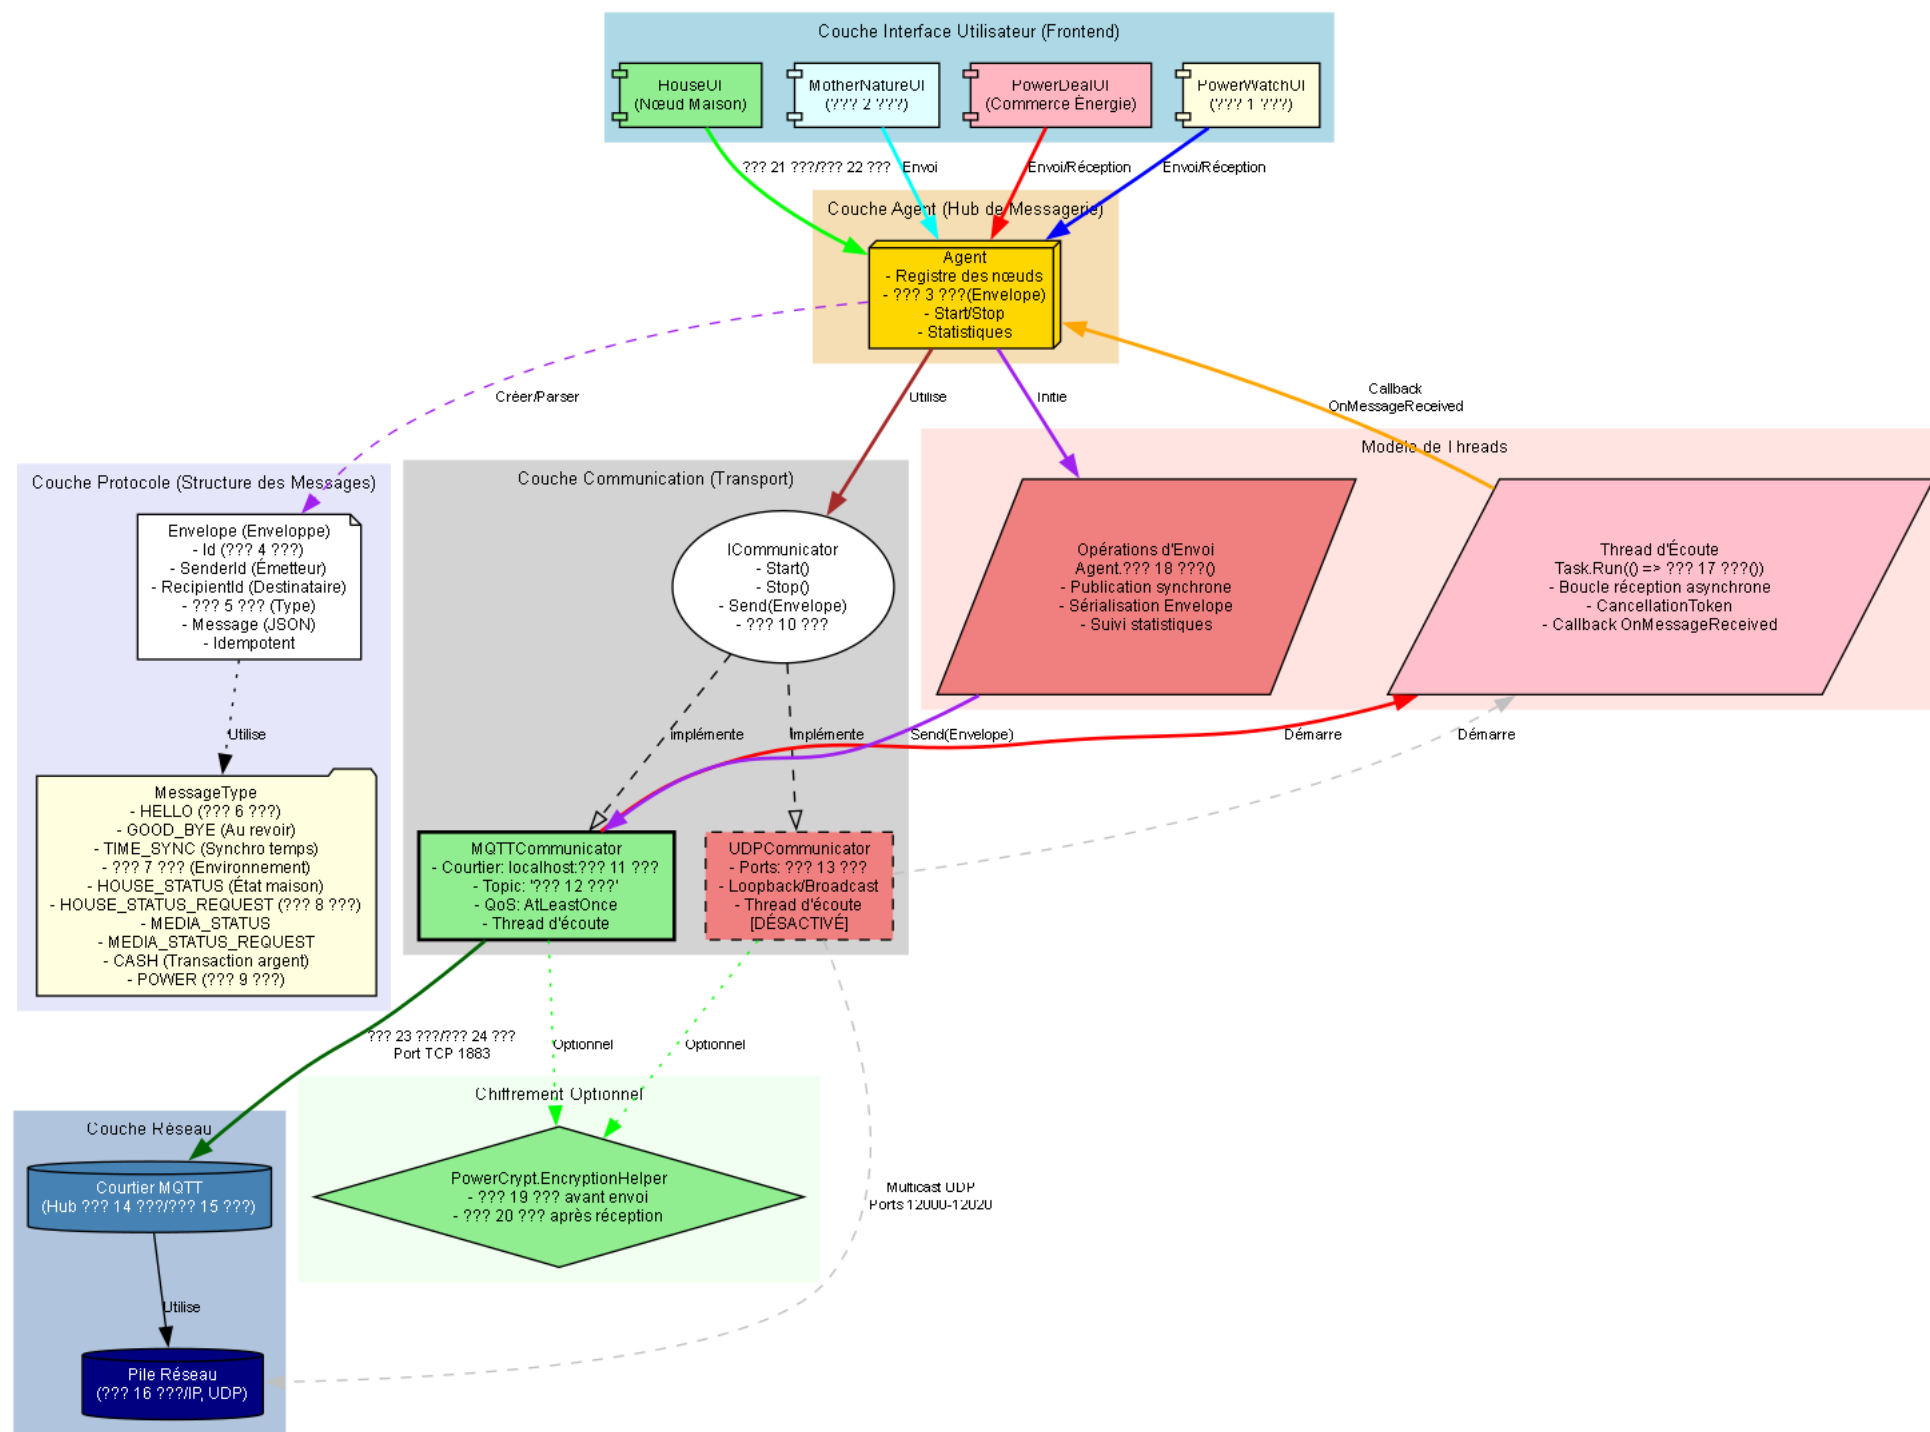 Couche Interface Utilisateur (Frontend)
HouseUI
(Nœud Maison)
MotherNatureUI
(??? 2 ???)
PowerDealUI
(Commerce Énergie)
PowerWatchUI
(??? 1 ???)
??? 21 ???/??? 22 ???
Envoi
Envoi/Réception
Envoi/Réception
Couche Agent (Hub de Messagerie)
Agent
- Registre des nœuds
- ??? 3 ???(Envelope)
- Start/Stop
- Statistiques
Créer/Parser
Utilise
Initie
Callback
OnMessageReceived
Modèle de Threads
Couche Protocole (Structure des Messages)
Envelope (Enveloppe)
- Id (??? 4 ???)
- SenderId (Émetteur)
- RecipientId (Destinataire)
- ??? 5 ??? (Type)
- Message (JSON)
- Idempotent
Couche Communication (Transport)
ICommunicator
- Start()
- Stop()
- Send(Envelope)
- ??? 10 ???
Opérations d'Envoi
Agent.??? 18 ???()
- Publication synchrone
- Sérialisation Envelope
- Suivi statistiques
Thread d'Écoute
Task.Run(() => ??? 17 ???())
- Boucle réception asynchrone
- CancellationToken
- Callback OnMessageReceived
Utilise
implémente
implémente
Send(Envelope)
Démarre
Démarre
MessageType
- HELLO (??? 6 ???)
- GOOD_BYE (Au revoir)
- TIME_SYNC (Synchro temps)
- ??? 7 ??? (Environnement)
- HOUSE_STATUS (État maison)
- HOUSE_STATUS_REQUEST (??? 8 ???)
- MEDIA_STATUS
- MEDIA_STATUS_REQUEST
- CASH (Transaction argent)
- POWER (??? 9 ???)
MQTTCommunicator
- Courtier: localhost:??? 11 ???
- Topic: '??? 12 ???'
- QoS: AtLeastOnce
- Thread d'écoute
UDPCommunicator
- Ports: ??? 13 ???
- Loopback/Broadcast
- Thread d'écoute
[DÉSACTIVÉ]
??? 23 ???/??? 24 ???
Port TCP 1883
Optionnel
Optionnel
Chiffrement Optionnel
PowerCrypt.EncryptionHelper
- ??? 19 ??? avant envoi
- ??? 20 ??? après réception
Multicast UDP
Ports 12000-12020
Couche Réseau
Courtier MQTT
(Hub ??? 14 ???/??? 15 ???)
Utilise
Pile Réseau
(??? 16 ???/IP, UDP)